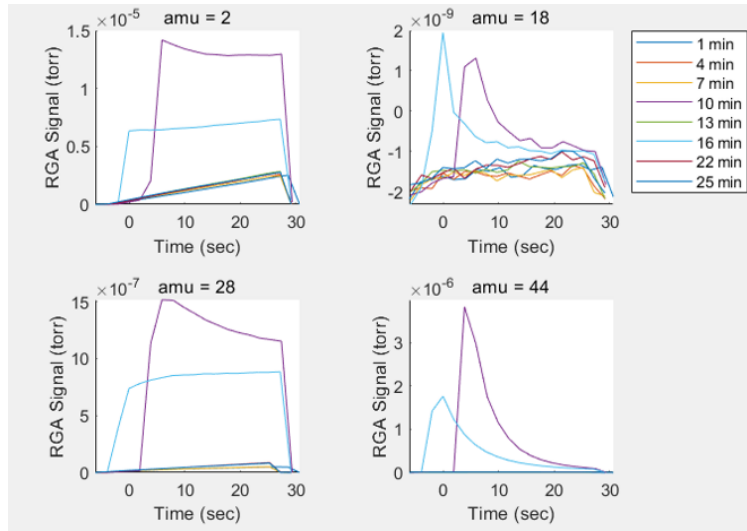 ×10⁻⁵
amu = 2
1.5
1
0.5
0
RGA Signal (torr)
0
10
20
30
Time (sec)
×10⁻⁹
amu = 18
2
1
0
-1
-2
RGA Signal (torr)
0
10
20
30
Time (sec)
1 min
4 min
7 min
10 min
13 min
16 min
22 min
25 min
×10⁻⁷
amu = 28
15
10
5
0
RGA Signal (torr)
0
10
20
30
Time (sec)
×10⁻⁶
amu = 44
4
3
2
1
0
RGA Signal (torr)
0
10
20
30
Time (sec)